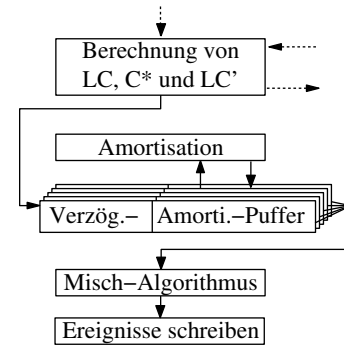 Berechnung von
LC, C* und LC'
Amortisation
Verzög.− Amorti.−Puffer
Misch−Algorithmus
Ereignisse schreiben